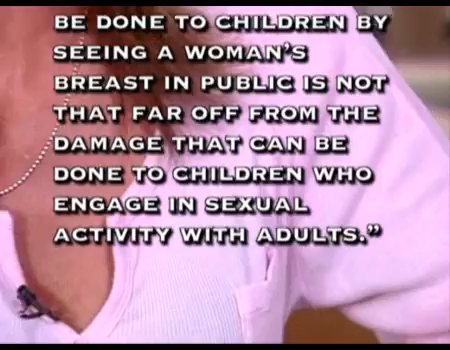 BE DONE TO CHILDREN BY
SEEING A WOMAN'S
BREAST IN PUBLIC IS NOT
THAT FAR OFF FROM THE
DAMAGE THAT CAN BE
DONE TO CHILDREN WHO
ENGAGE IN SEXUAL
ACTIVITY WITH ADULTS."